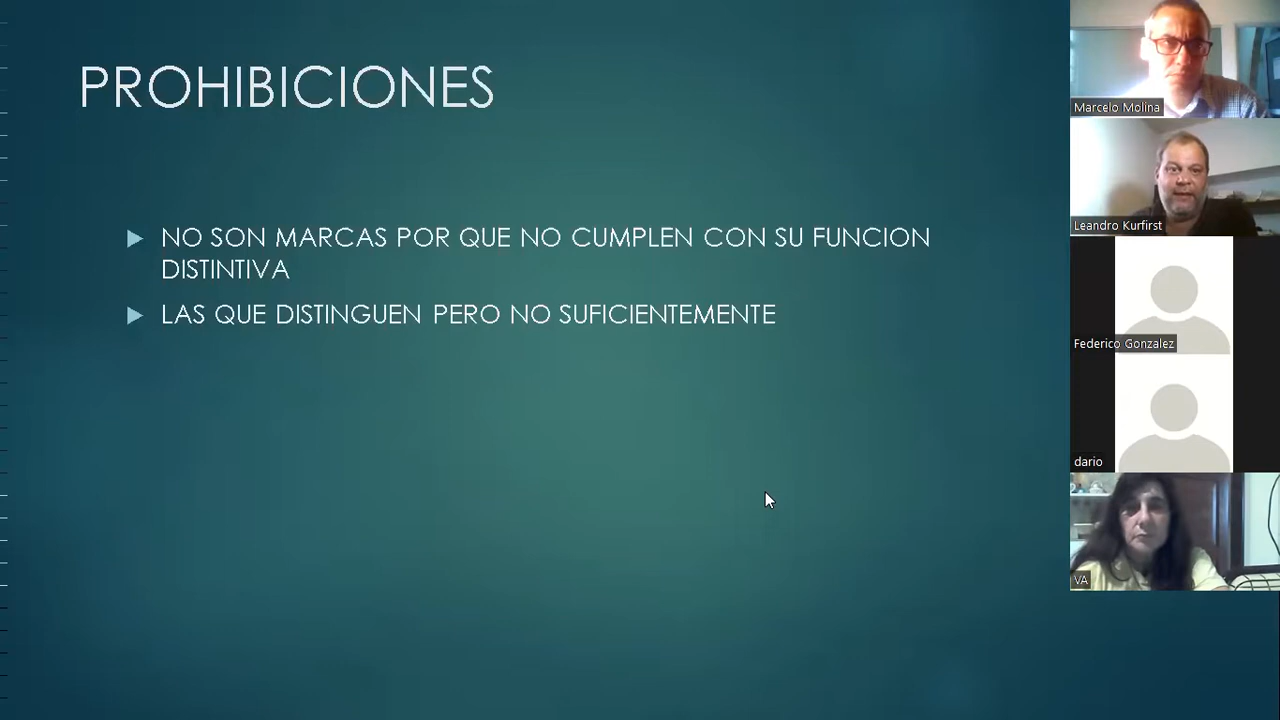 PROHIBICIONES
NO SON MARCAS POR QUE NO CUMPLEN CON SU FUNCION
DISTINTIVA
LAS QUE DISTINGUEN PERO NO SUFICIENTEMENTE
Marcelo Molina
Leandro Kurfirst
Federico Gonzalez
dario
VA